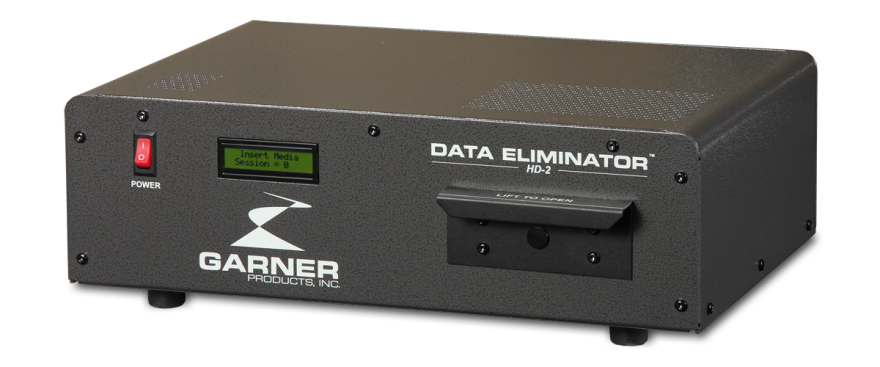 I
O
POWER
Insert Media
Session = 0
DATA ELIMINATOR™
HD-2
LIFT TO OPEN
GARNER
PRODUCTS, INC.